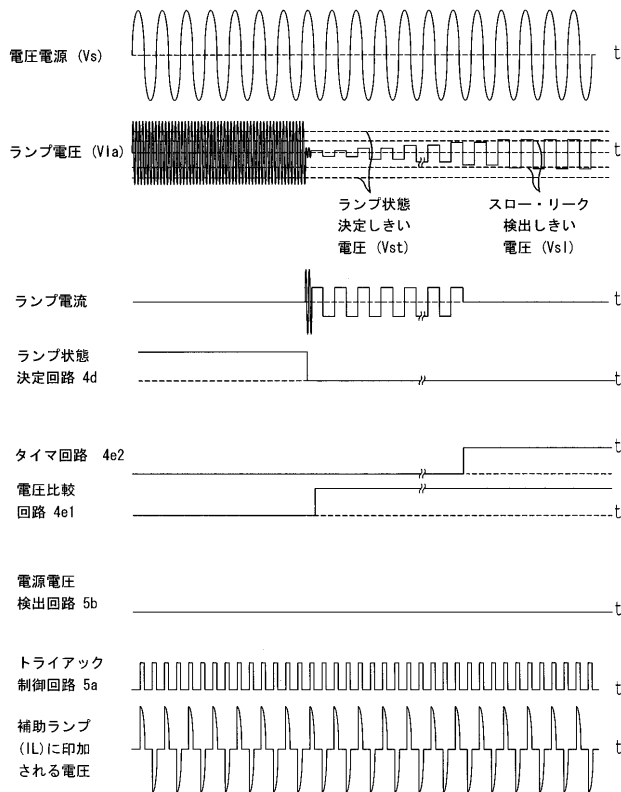 電圧電源 (Vs)
t
ランプ電圧 (Vla)
t
ランプ状態
決定しきい
電圧 (Vst)
スロー・リーク
検出しきい
電圧 (Vsl)
ランプ電流
t
ランプ状態
決定回路 4d
t
タイマ回路 4e2
t
電圧比較
回路 4e1
t
電源電圧
検出回路 5b
t
トライアック
制御回路 5a
t
補助ランプ
(IL)に印加
される電圧
t